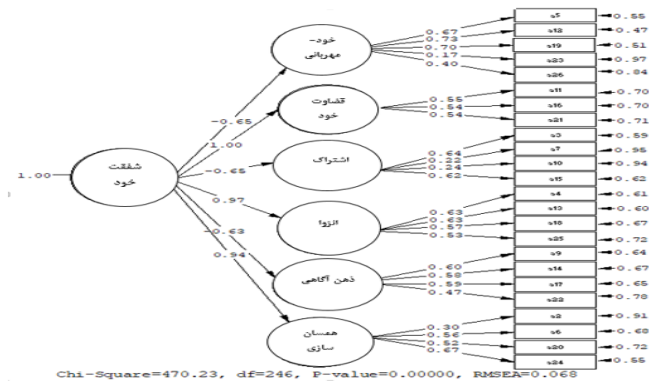 1.00
شفقت
خود
-0.65
1.00
-0.65
0.97
-0.63
0.94
خود-
مهربانی
قضاوت
خود
اشتراک
انزوا
ذهن آگاهی
همسان
سازی
0.67
0.73
0.70
0.17
0.40
0.55
0.54
0.54
0.64
0.22
0.24
0.62
0.63
0.63
0.57
0.53
0.60
0.58
0.59
0.47
0.30
0.56
0.52
0.67
s5
s12
s19
s23
s26
s11
s16
s21
s3
s7
s10
s15
s4
s13
s18
s25
s9
s14
s17
s22
s2
s6
s20
s24
0.55
0.47
0.51
0.97
0.84
0.70
0.70
0.71
0.59
0.95
0.94
0.62
0.61
0.60
0.67
0.72
0.64
0.67
0.65
0.78
0.91
0.68
0.72
0.55
Chi-Square=470.23, df=246, P-value=0.00000, RMSEA=0.068